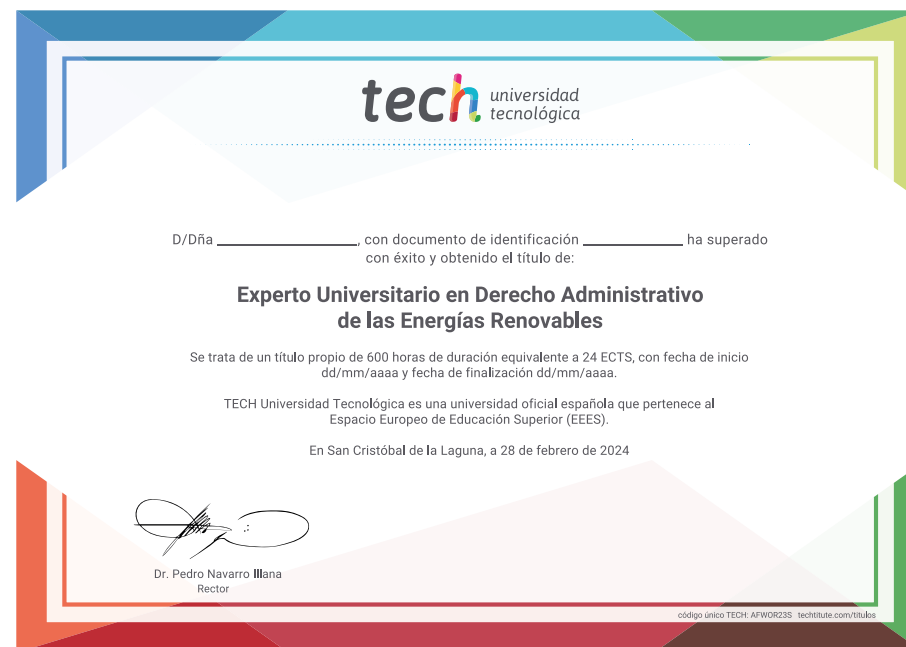 tech universidad
tecnológica
D/Dña ____________________, con documento de identificación ______________ ha superado
con éxito y obtenido el título de:
Experto Universitario en Derecho Administrativo
de las Energías Renovables
Se trata de un título propio de 600 horas de duración equivalente a 24 ECTS, con fecha de inicio
dd/mm/aaaa y fecha de finalización dd/mm/aaaa.
TECH Universidad Tecnológica es una universidad oficial española que pertenece al
Espacio Europeo de Educación Superior (EEES).
En San Cristóbal de la Laguna, a 28 de febrero de 2024
Dr. Pedro Navarro Illana
Rector
código único TECH: AFWOR23S techtitute.com/titulos